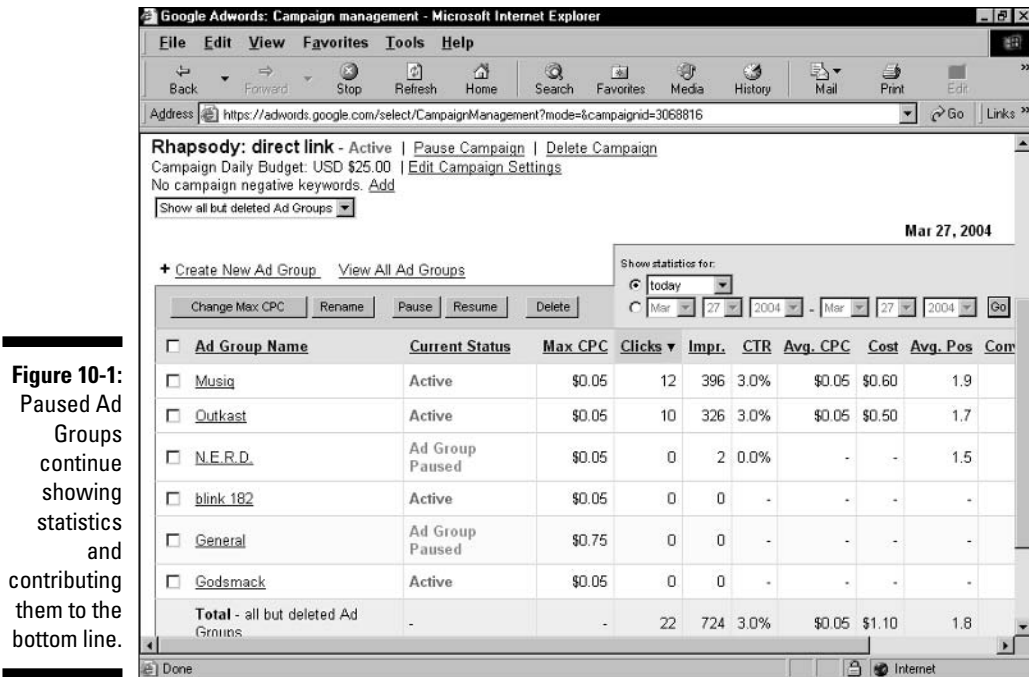 Google Adwords: Campaign management - Microsoft Internet Explorer
File Edit View Favorites Tools Help
Back Forward Stop Refresh Home Search Favorites Media History Mail Print Edit
Address https://adwords.google.com/select/CampaignManagement?mode=&campaignid=3068816 Go Links
Rhapsody: direct link - Active | Pause Campaign | Delete Campaign
Campaign Daily Budget: USD $25.00 | Edit Campaign Settings
No campaign negative keywords. Add
Show all but deleted Ad Groups
Mar 27, 2004
+ Create New Ad Group View All Ad Groups
Show statistics for:
today
Change Max CPC Rename Pause Resume Delete
Mar 27 2004 - Mar 27 2004 Go
Ad Group Name Current Status Max CPC Clicks ▼ Impr. CTR Avg. CPC Cost Avg. Pos
Musiq Active $0.05 12 396 3.0% $0.05 $0.60 1.9
Outkast Active $0.05 10 326 3.0% $0.05 $0.50 1.7
N.E.R.D. Ad Group Paused $0.05 0 2 0.0% - - 1.5
blink 182 Active $0.05 0 0 - - - -
General Ad Group Paused $0.75 0 0 - - - -
Godsmack Active $0.05 0 0 - - - -
Total - all but deleted Ad Groups - - 22 724 3.0% $0.05 $1.10 1.8
Done Internet
Figure 10-1:
Paused Ad
Groups
continue
showing
statistics
and
contributing
them to the
bottom line.